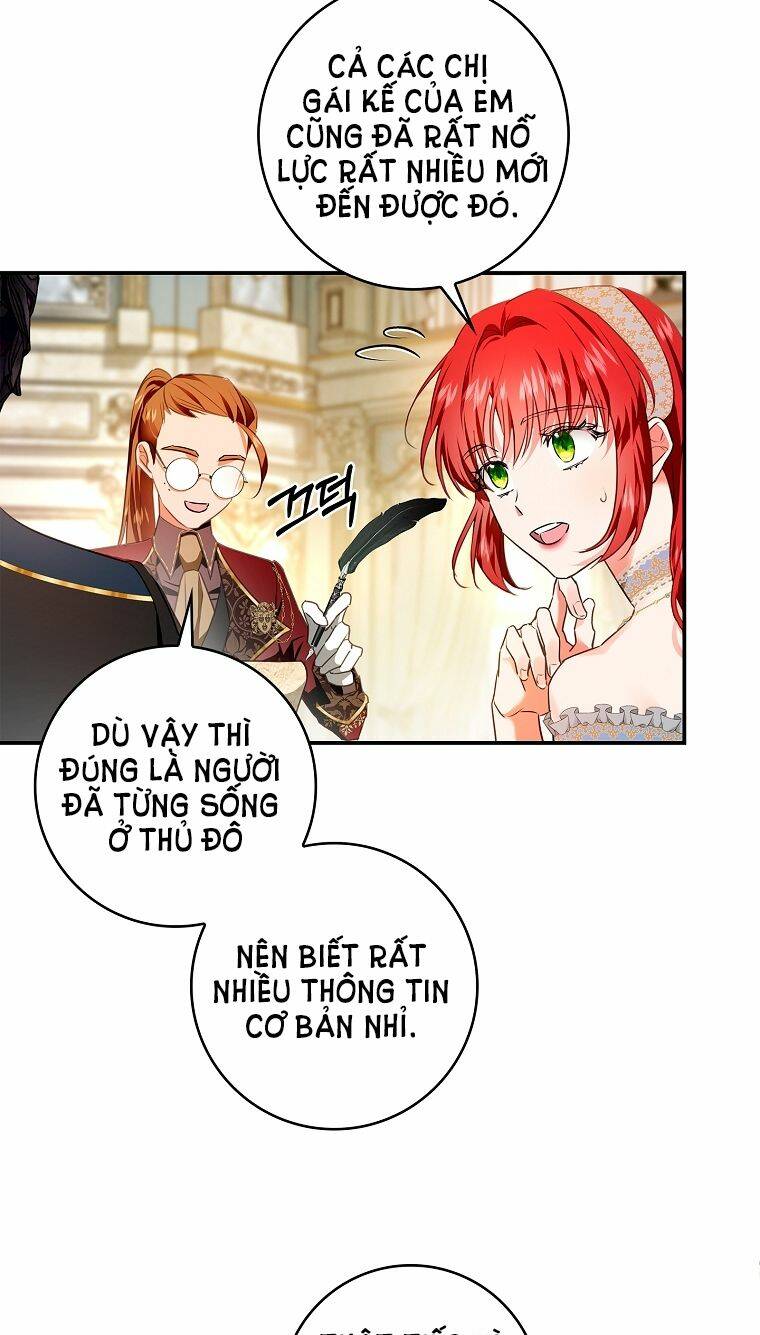 CẢ CÁC CHỊ
GÁI KẾ CỦA EM
CŨNG ĐÃ RẤT NỖ
LỰC RẤT NHIỀU MỚI
ĐẾN ĐƯỢC ĐÓ.
끄덕
DÙ VẬY THÌ
ĐÚNG LÀ NGƯỜI
ĐÃ TỪNG SỐNG
Ở THỦ ĐÔ
NÊN BIẾT RẤT
NHIỀU THÔNG TIN
CƠ BẢN NHỈ.